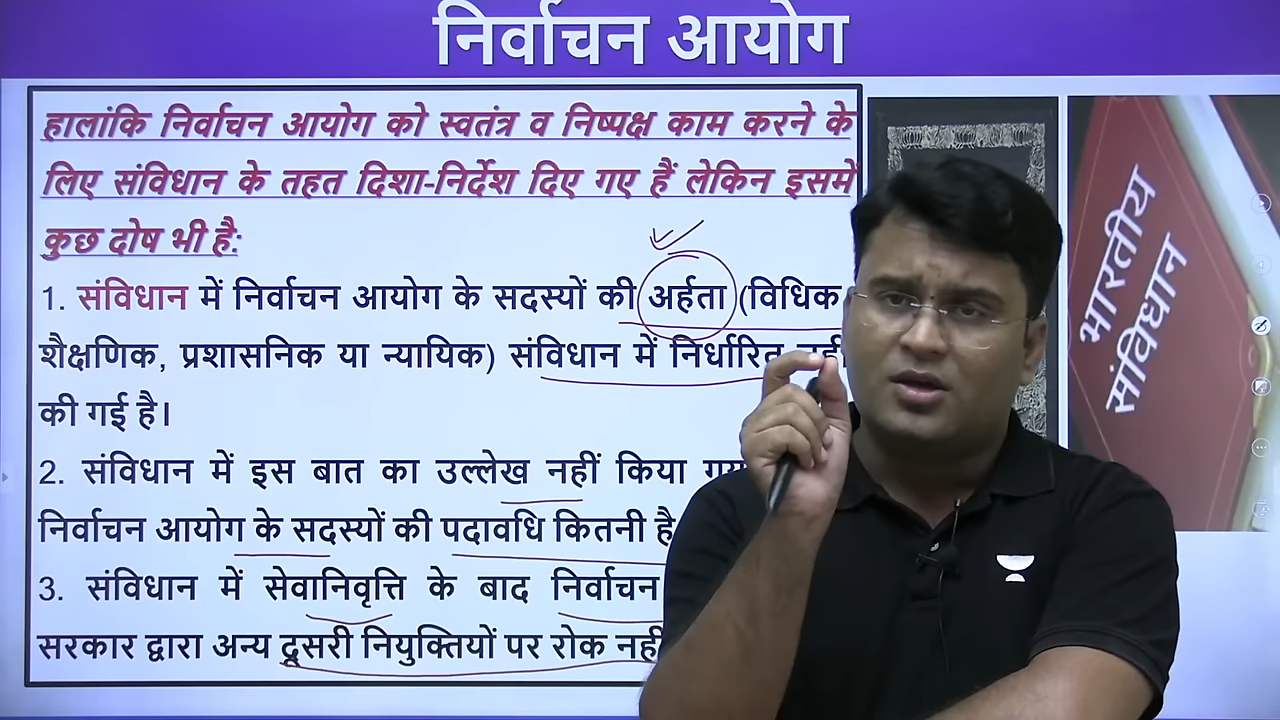 निर्वाचन आयोग
हालांकि निर्वाचन आयोग को स्वतंत्र व निष्पक्ष काम करने के
लिए संविधान के तहत दिशा-निर्देश दिए गए हैं लेकिन इसमें
कुछ दोष भी है:
1. संविधान में निर्वाचन आयोग के सदस्यों की अर्हता (विधिक
शैक्षणिक, प्रशासनिक या न्यायिक) संविधान में निर्धारित नहीं
की गई है।
2. संविधान में इस बात का उल्लेख नहीं किया
निर्वाचन आयोग के सदस्यों की पदावधि कितनी है
3. संविधान में सेवानिवृत्ति के बाद निर्वाचन
सरकार द्वारा अन्य दूसरी नियुक्तियों पर रोक नहीं
भारतीय
संविधान